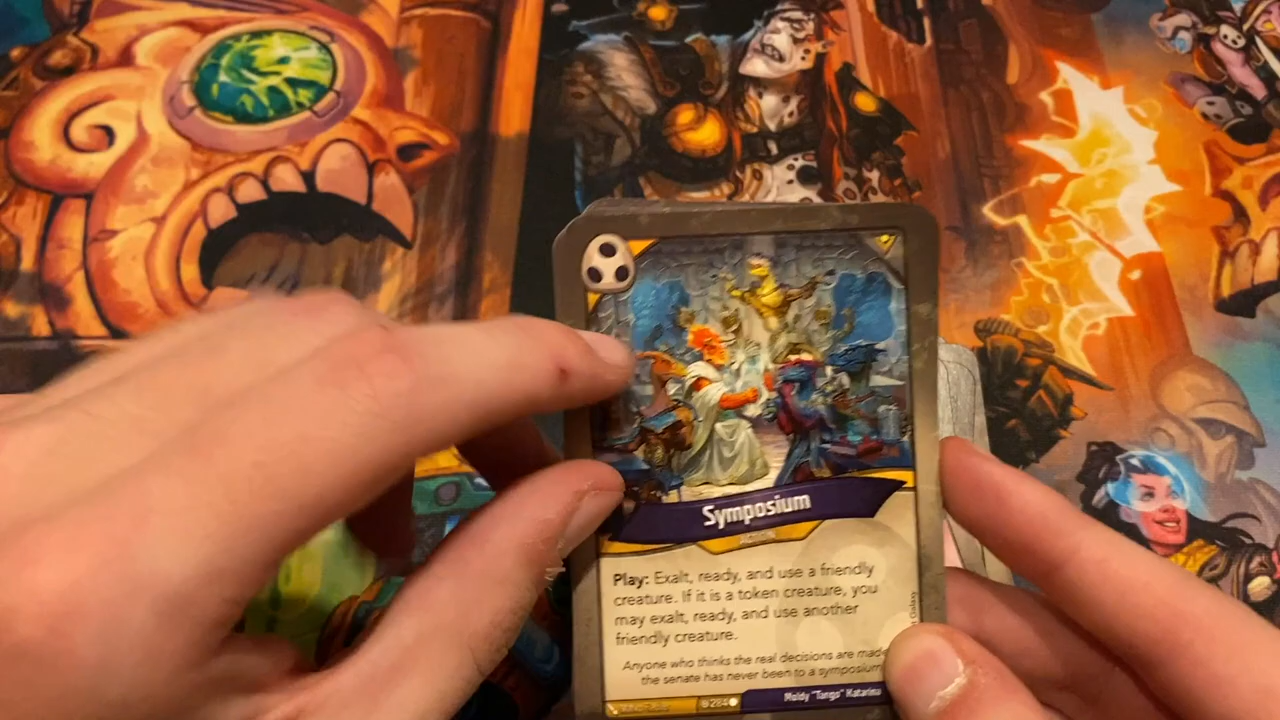 Symposium
ACTION
Play: Exalt, ready, and use a friendly
creature. If it is a token creature, you
may exalt, ready, and use another
friendly creature.
Anyone who thinks the real decisions are made
the senate has never been to a symposium
284
Moldy "Tango" Katarina
Galaxy